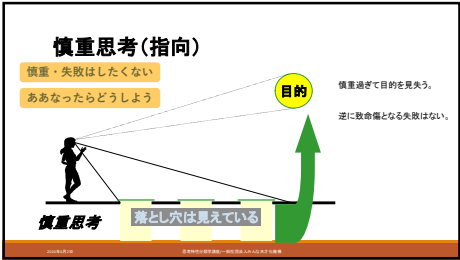 慎重思考（指向）
慎重・失敗はしたくない
ああなったらどうしよう
目的
慎重過ぎて目的を見失う。
逆に致命傷となる失敗はない。
落とし穴は見えている
慎重思考